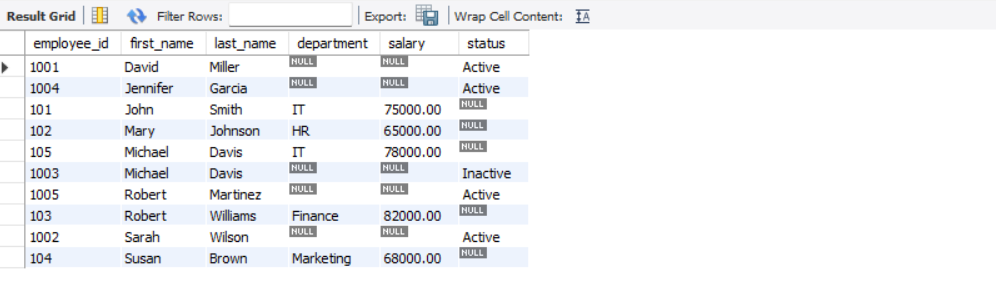 Result Grid Filter Rows: Export: Wrap Cell Content: IA
employee_id first_name last_name department salary status
1001 David Miller NULL NULL Active
1004 Jennifer Garcia NULL NULL Active
101 John Smith IT 75000.00 NULL
102 Mary Johnson HR 65000.00 NULL
105 Michael Davis IT 78000.00 NULL
1003 Michael Davis NULL NULL Inactive
1005 Robert Martinez NULL NULL Active
103 Robert Williams Finance 82000.00 NULL
1002 Sarah Wilson NULL NULL Active
104 Susan Brown Marketing 68000.00 NULL